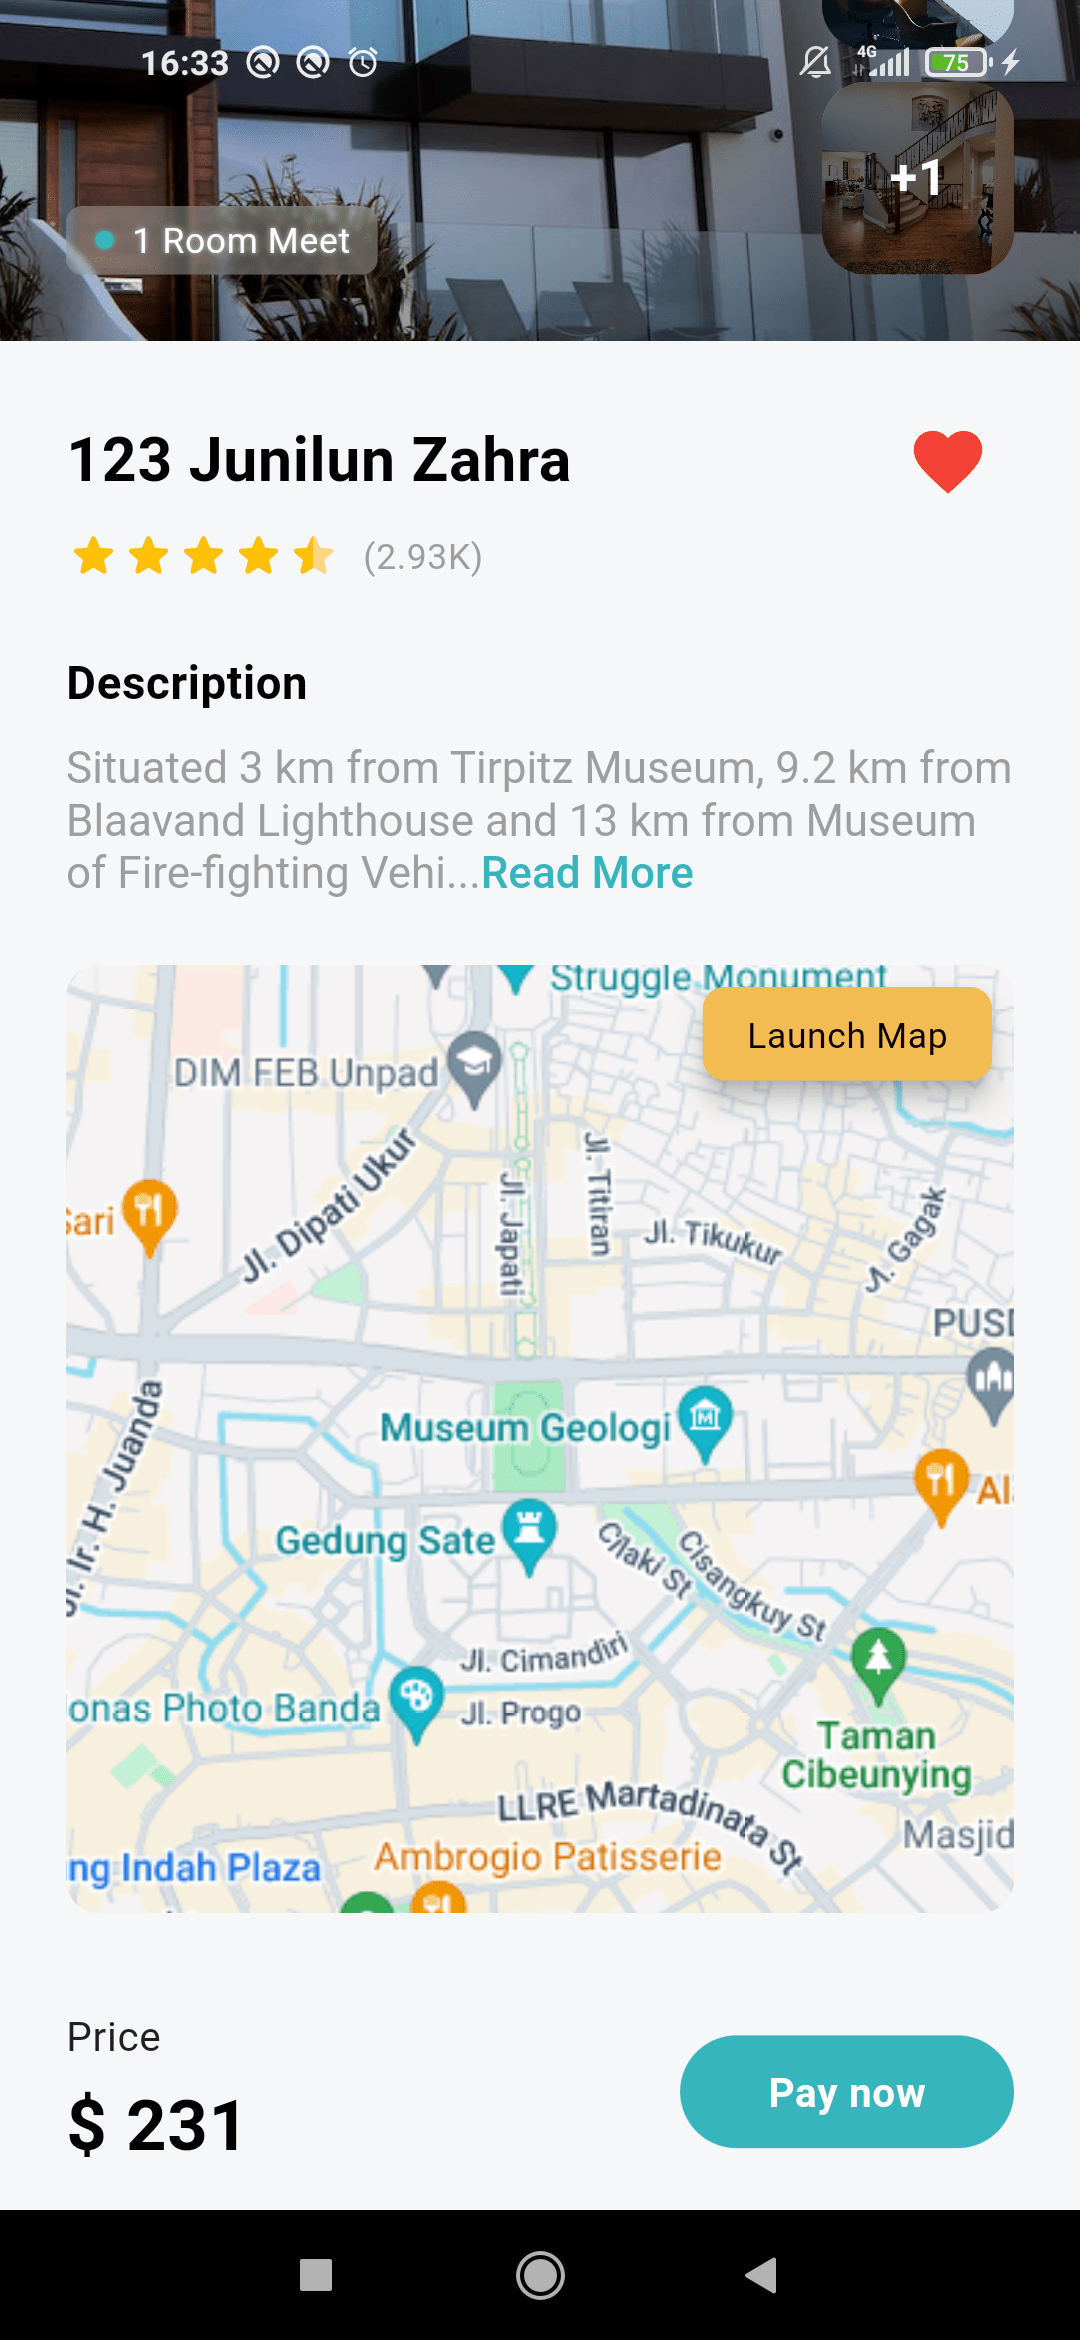 16:33
4G
75
+1
1 Room Meet
123 Junilun Zahra
(2.93K)
Description
Situated 3 km from Tirpitz Museum, 9.2 km from
Blaavand Lighthouse and 13 km from Museum
of Fire-fighting Vehi...Read More
Struggle Monument
Launch Map
DIM FEB Unpad
Jl. Dipati Ukur
Jl. Japati
Jl. Titiran
Jl. Tikukur
Jl. Gagak
Sari
PUSD
Jl. Ir. H. Juanda
Museum Geologi
Al
Gedung Sate
Cilaki St
Cisangkuy St
Jl. Cimandiri
onas Photo Banda
Jl. Progo
Taman
Cibeunying
LLRE Martadinata St
Masjid
Ambrogio Patisserie
ng Indah Plaza
Price
$ 231
Pay now